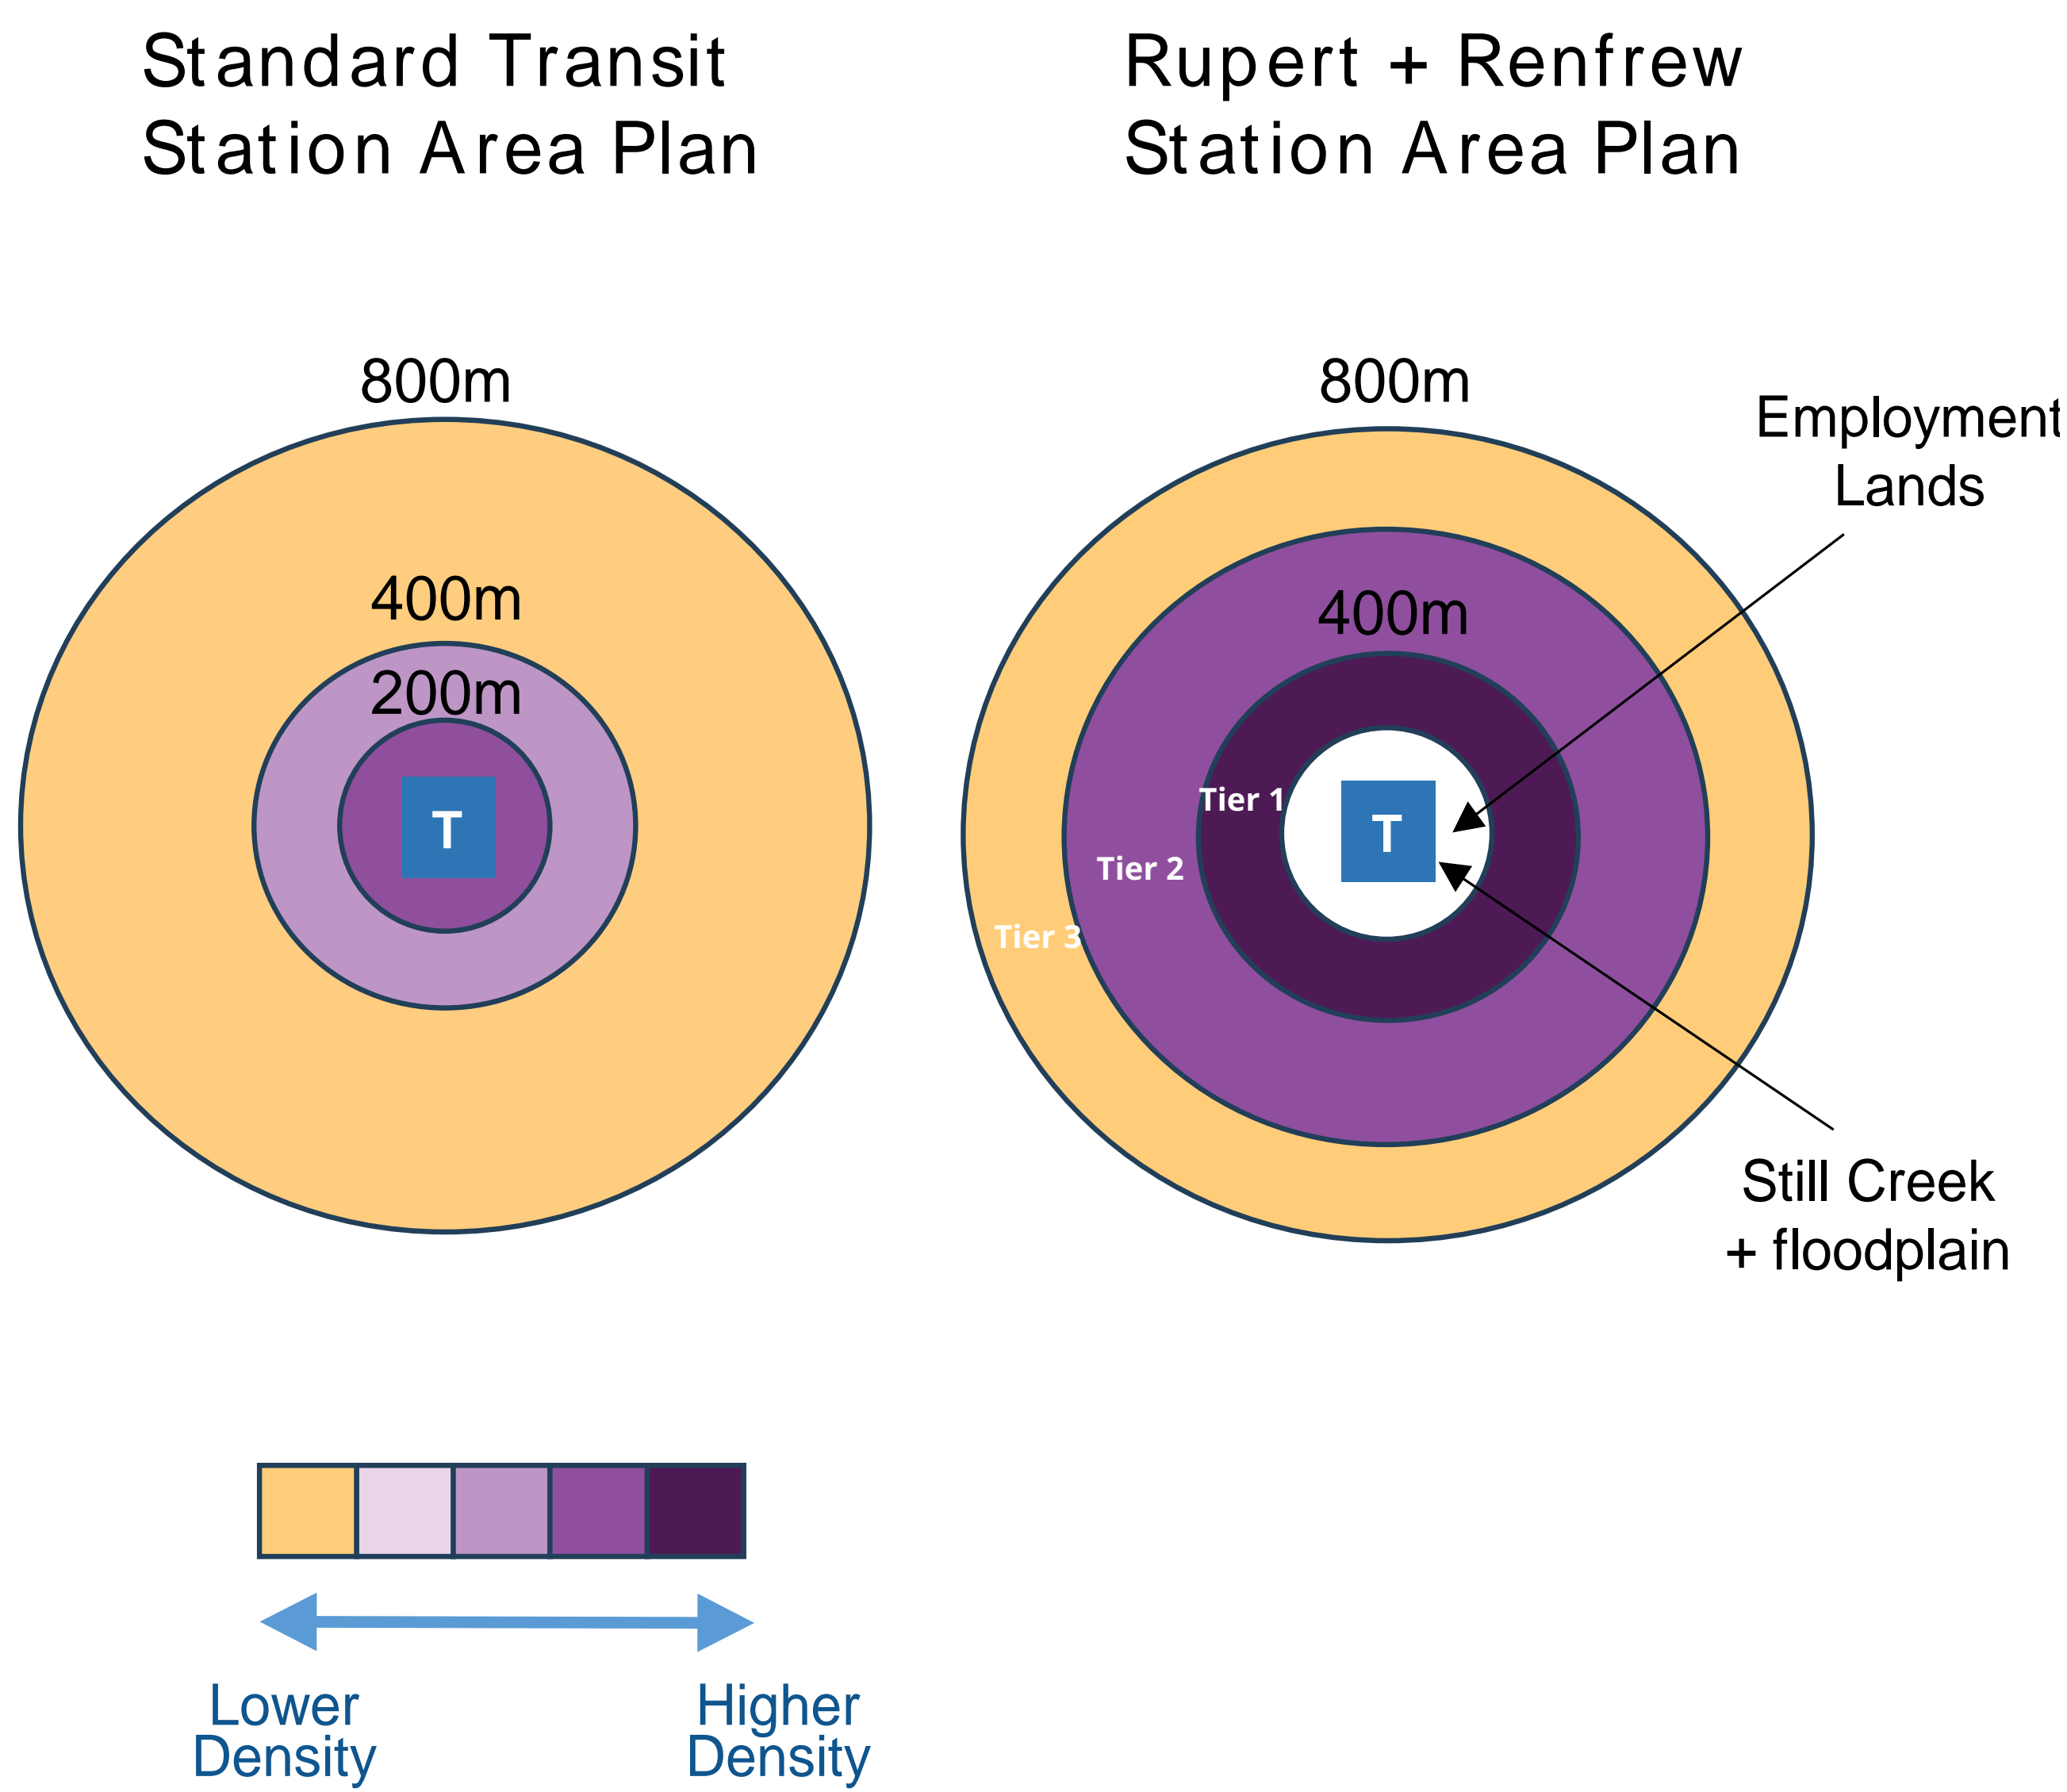 Standard Transit
Station Area Plan
Rupert + Renfrew
Station Area Plan
800m
400m
200m
T
800m
400m
Employment
Lands
Tier 1
T
Tier 2
Tier 3
Still Creek
+ floodplain
Lower
Density
Higher
Density